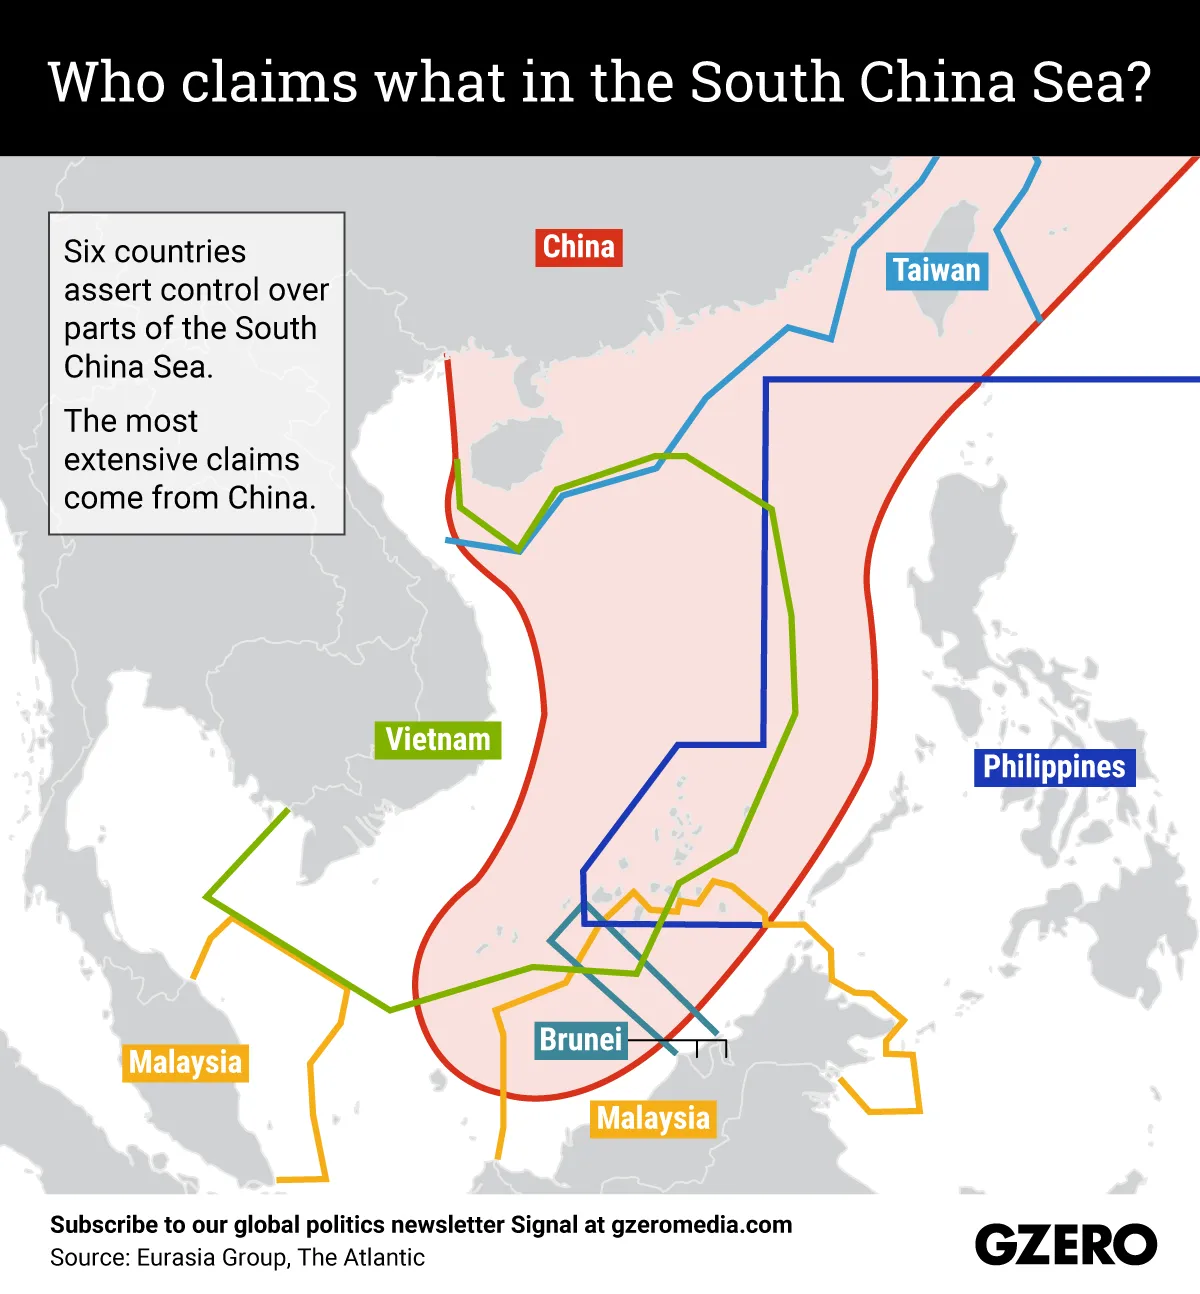 Who claims what in the South China Sea?
Six countries
assert control over
parts of the South
China Sea.
The most
extensive claims
come from China.
China
Taiwan
Vietnam
Philippines
Brunei
Malaysia
Malaysia
Subscribe to our global politics newsletter Signal at gzeromedia.com
Source: Eurasia Group, The Atlantic
GZERO